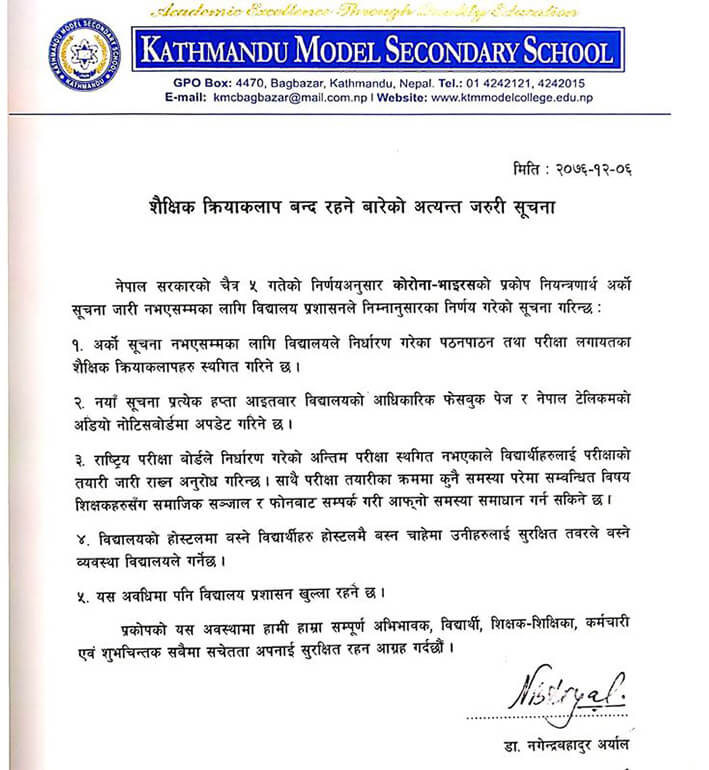 Academic Excellence Through Quality Education
KATHMANDU MODEL SECONDARY SCHOOL
KATHMANDU MODEL SECONDARY SCHOOL
KATHMANDU
GPO Box: 4470, Bagbazar, Kathmandu, Nepal. Tel.: 01 4242121, 4242015
E-mail: kmcbagbazar@mail.com.np I Website: www.ktmmodelcollege.edu.np
मिति : २०७६-१२-०६
शैक्षिक क्रियाकलाप बन्द रहने बारेको अत्यन्त जरुरी सूचना
नेपाल सरकारको चैत्र ५ गतेको निर्णयअनुसार कोरोना-भाइरसको प्रकोप नियन्त्रणार्थ अर्को
सूचना जारी नभएसम्मका लागि विद्यालय प्रशासनले निम्नानुसारका निर्णय गरेको सूचना गरिन्छ :
१. अर्को सूचना नभएसम्मका लागि विद्यालयले निर्धारण गरेका पठनपाठन तथा परीक्षा लगायतका
शैक्षिक क्रियाकलापहरु स्थगित गरिने छ ।
२. नयाँ सूचना प्रत्येक हप्ता आइतबार विद्यालयको आधिकारिक फेसबुक पेज र नेपाल टेलिकमको
अडियो नोटिसबोर्डमा अपडेट गरिने छ ।
३. राष्ट्रिय परीक्षा बोर्डले निर्धारण गरेको अन्तिम परीक्षा स्थगित नभएकाले विद्यार्थीहरुलाई परीक्षाको
तयारी जारी राख्न अनुरोध गरिन्छ । साथै परीक्षा तयारीका क्रममा कुनै समस्या परेमा सम्बन्धित विषय
शिक्षकहरुसँग समाजिक सञ्जाल र फोनबाट सम्पर्क गरी आफ्नो समस्या समाधान गर्न सकिने छ ।
४. विद्यालयको होस्टलमा बस्ने विद्यार्थीहरु होस्टलमै बस्न चाहेमा उनीहरुलाई सुरक्षित तवरले बस्ने
व्यवस्था विद्यालयले गर्नेछ ।
५. यस अवधिमा पनि विद्यालय प्रशासन खुल्ला रहने छ ।
प्रकोपको यस अवस्थामा हामी हाम्रा सम्पूर्ण अभिभावक, विद्यार्थी, शिक्षक-शिक्षिका, कर्मचारी
एवं शुभचिन्तक सबैमा सचेतता अपनाई सुरक्षित रहन आग्रह गर्दछौं ।
डा. नगेन्द्रबहादुर अर्याल